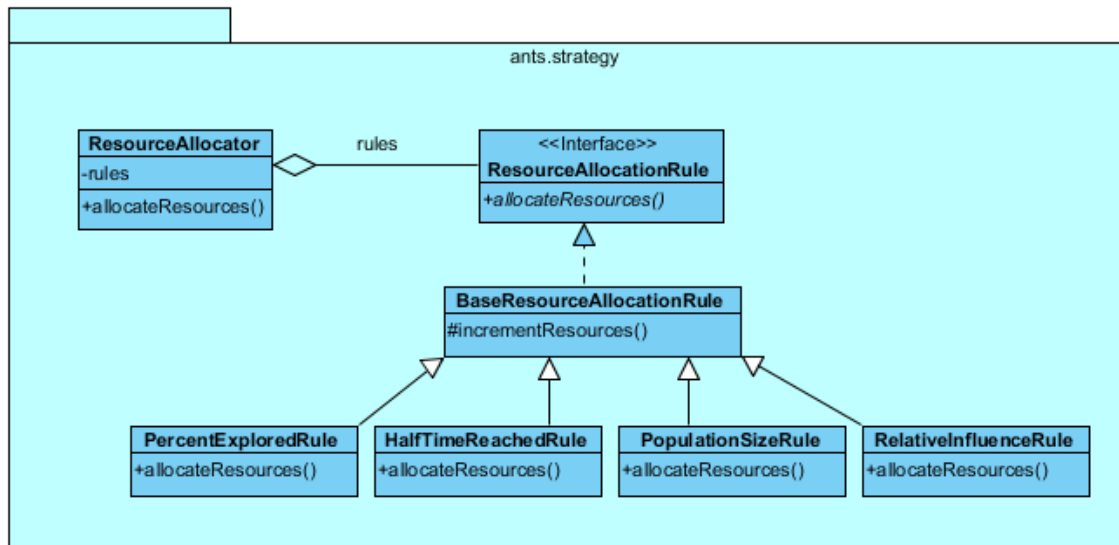 ants.strategy
ResourceAllocator
-rules
+allocateResources()
rules
<<Interface>>
ResourceAllocationRule
+allocateResources()
BaseResourceAllocationRule
#incrementResources()
PercentExploredRule
+allocateResources()
HalfTimeReachedRule
+allocateResources()
PopulationSizeRule
+allocateResources()
RelativeInfluenceRule
+allocateResources()